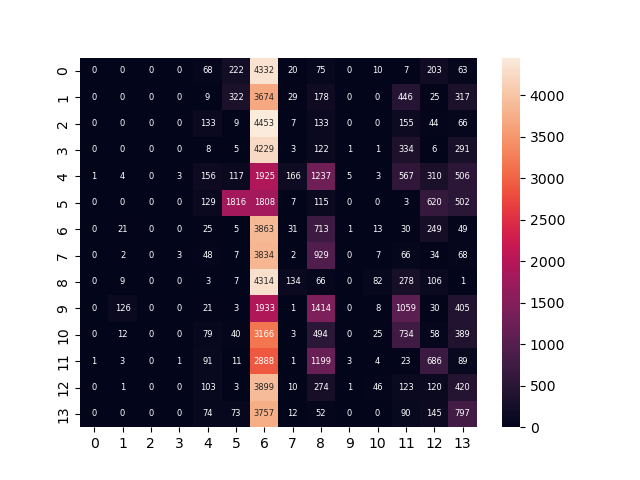 0 0 0 0 0 68 222 4332 20 75 0 10 7 203 63
1 0 0 0 0 9 322 3674 29 178 0 0 446 25 317
2 0 0 0 0 133 9 4453 7 133 0 0 155 44 66
3 0 0 0 0 8 5 4229 3 122 1 1 334 6 291
4 1 4 0 3 156 117 1925 166 1237 5 3 567 310 506
5 0 0 0 0 129 1816 1808 7 115 0 0 3 620 502
6 0 21 0 0 25 5 3863 31 713 1 13 30 249 49
7 0 2 0 3 48 7 3834 2 929 0 7 66 34 68
8 0 9 0 0 3 7 4314 134 66 0 82 278 106 1
9 0 126 0 0 21 3 1933 1 1414 0 8 1059 30 405
10 0 12 0 0 79 40 3166 3 494 0 25 734 58 389
11 1 3 0 1 91 11 2888 1 1199 3 4 23 686 89
12 0 1 0 0 103 3 3899 10 274 1 46 123 120 420
13 0 0 0 0 74 73 3757 12 52 0 0 90 145 797
0 1 2 3 4 5 6 7 8 9 10 11 12 13
4000
3500
3000
2500
2000
1500
1000
500
0